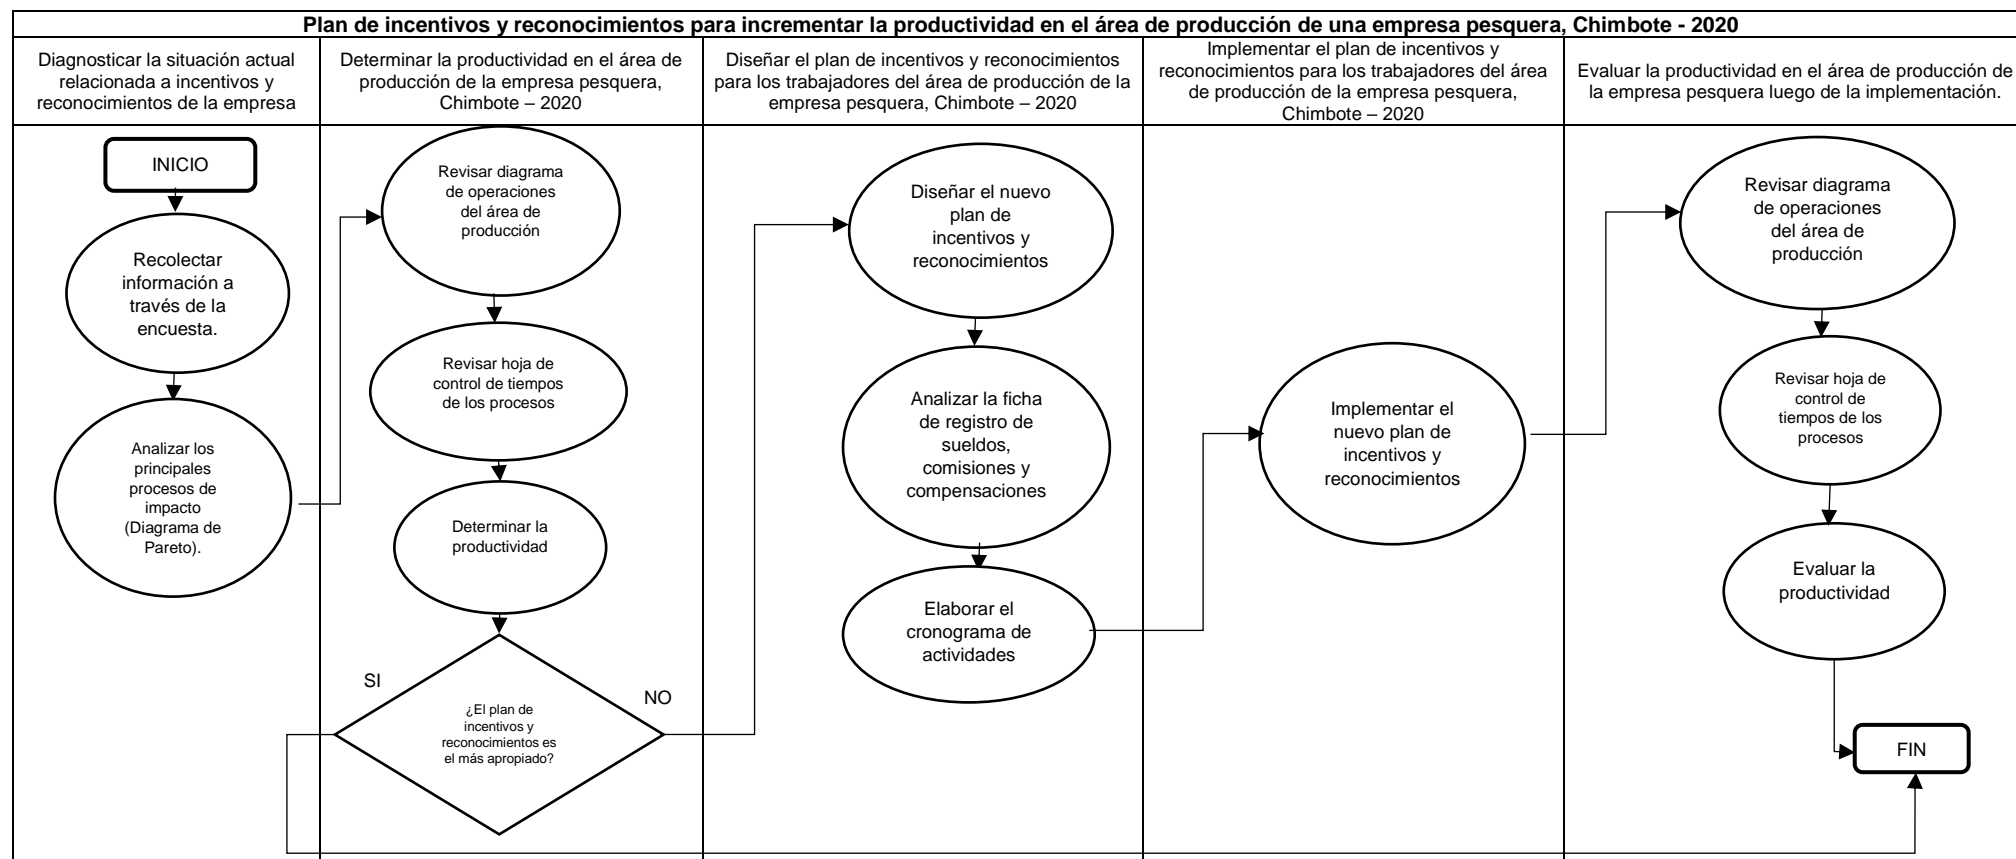 Plan de incentivos y reconocimientos para incrementar la productividad en el área de producción de una empresa pesquera, Chimbote - 2020
Diagnosticar la situación actual
relacionada a incentivos y
reconocimientos de la empresa
Determinar la productividad en el área de
producción de la empresa pesquera,
Chimbote – 2020
Diseñar el plan de incentivos y reconocimientos
para los trabajadores del área de producción de la
empresa pesquera, Chimbote – 2020
Implementar el plan de incentivos y
reconocimientos para los trabajadores del área
de producción de la empresa pesquera,
Chimbote – 2020
Evaluar la productividad en el área de producción de
la empresa pesquera luego de la implementación.
INICIO
Recolectar
información a
través de la
encuesta.
Analizar los
principales
procesos de
impacto
(Diagrama de
Pareto).
Revisar diagrama
de operaciones
del área de
producción
Revisar hoja de
control de tiempos
de los procesos
Determinar la
productividad
SI
NO
¿El plan de
incentivos y
reconocimientos es
el más apropiado?
Diseñar el nuevo
plan de
incentivos y
reconocimientos
Analizar la ficha
de registro de
sueldos,
comisiones y
compensaciones
Elaborar el
cronograma de
actividades
Implementar el
nuevo plan de
incentivos y
reconocimientos
Revisar diagrama
de operaciones
del área de
producción
Revisar hoja de
control de
tiempos de los
procesos
Evaluar la
productividad
FIN